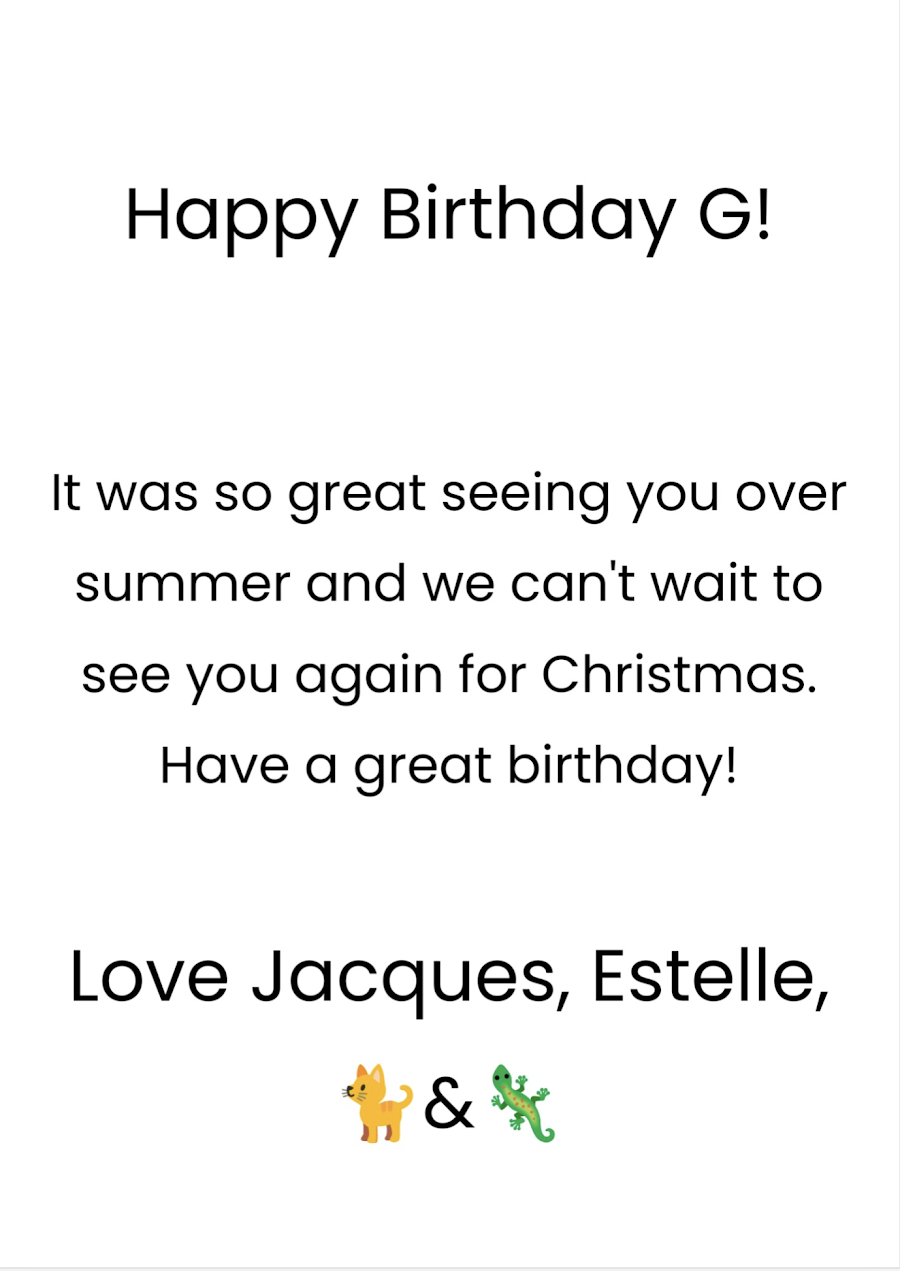 Happy Birthday G!
It was so great seeing you over
summer and we can't wait to
see you again for Christmas.
Have a great birthday!
Love Jacques, Estelle,
🐈&🦎